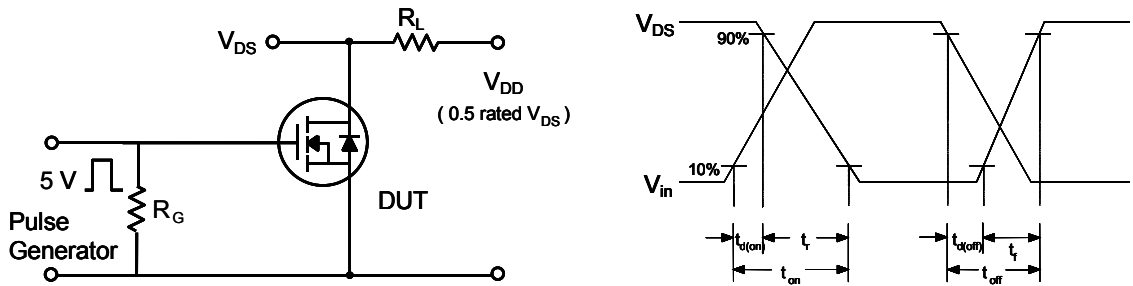 R_L
V_DS
V_DD
( 0.5 rated V_DS )
5 V
R_G
DUT
Pulse
Generator
V_DS
90%
10%
V_in
t_d(on)
t_r
t_on
t_d(off)
t_f
t_off